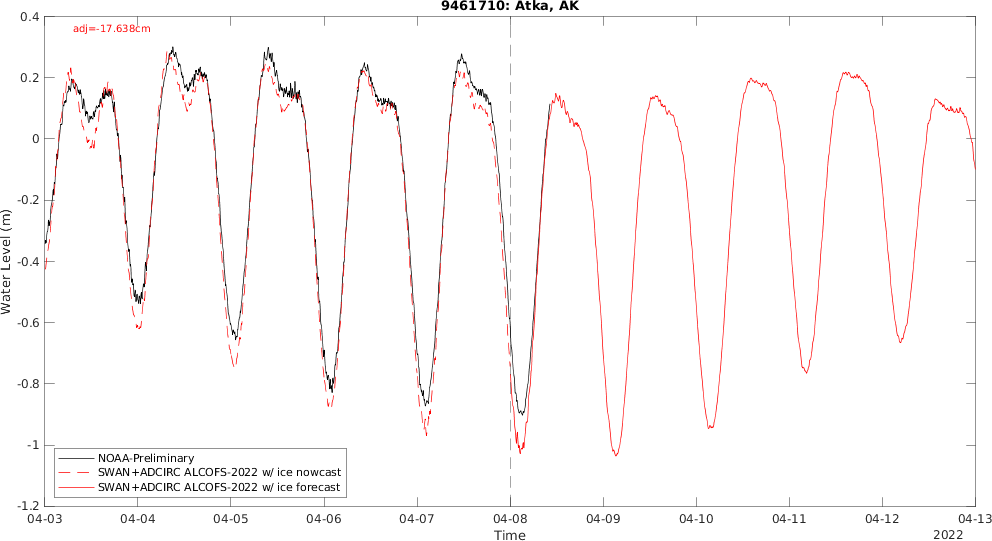 9461710: Atka, AK
adj=-17.638cm
0.4
0.2
0
-0.2
-0.4
-0.6
-0.8
-1
-1.2
Water Level (m)
NOAA-Preliminary
SWAN+ADCIRC ALCOFS-2022 w/ ice nowcast
SWAN+ADCIRC ALCOFS-2022 w/ ice forecast
04-03 04-04 04-05 04-06 04-07 04-08 04-09 04-10 04-11 04-12 04-13
Time
2022